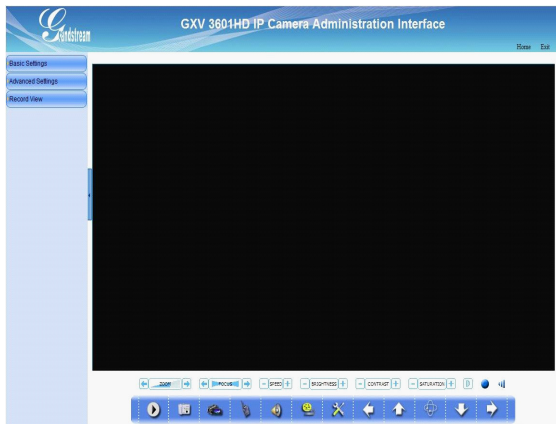 Grandstream
GXV 3601HD IP Camera Administration Interface
Home Exit
Basic Settings
Advanced Settings
Record View
ZOOM FOCUS - SPEED + - BRIGHTNESS + - CONTRAST + - SATURATION + D